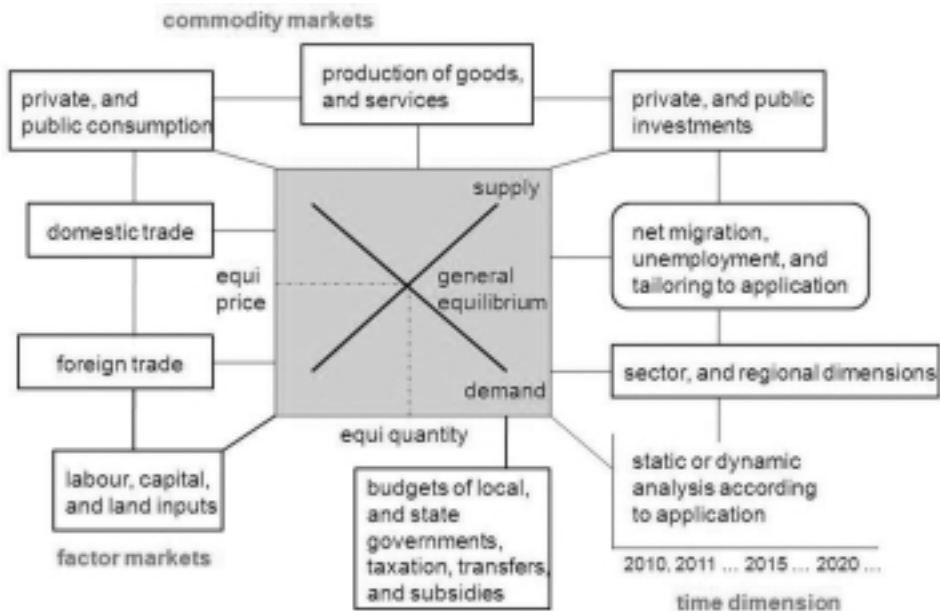 commodity markets
production of goods,
and services
private, and
public consumption
private, and public
investments
supply
domestic trade
net migration,
unemployment, and
tailoring to application
equi
price
general
equilibrium
foreign trade
sector, and regional dimensions
demand
equi quantity
labour, capital,
and land inputs
budgets of local,
and state
governments,
taxation, transfers,
and subsidies
static or dynamic
analysis according
to application
factor markets
2010, 2011 ... 2015 ... 2020 ...
time dimension